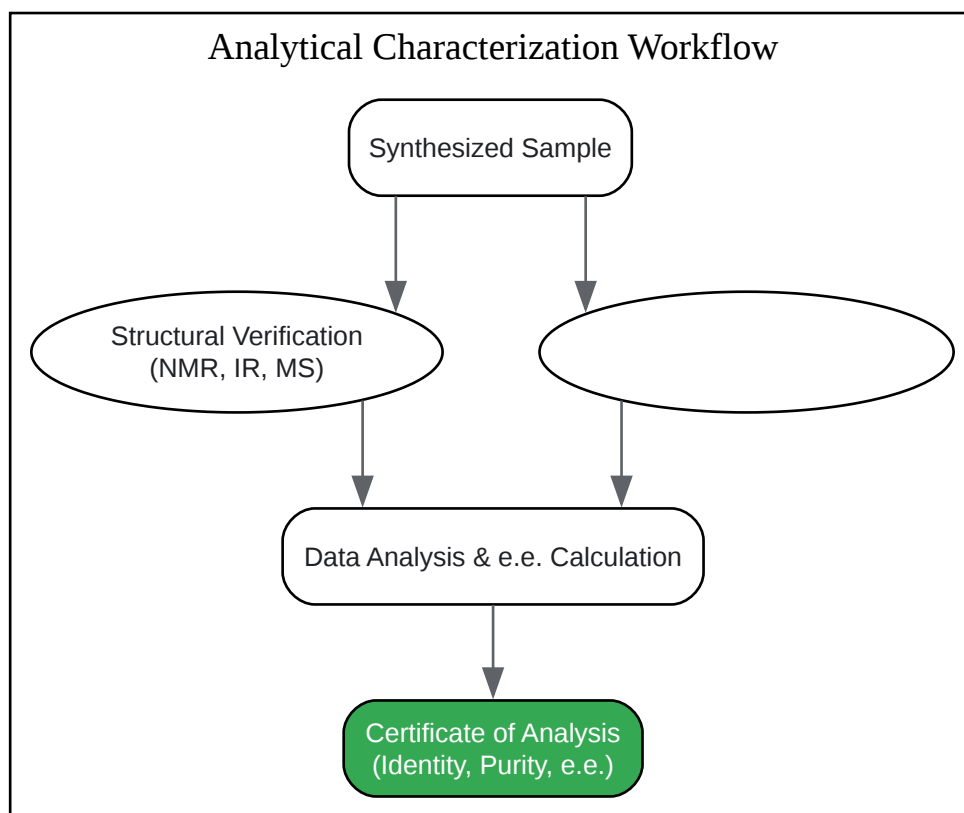 Analytical Characterization Workflow
Synthesized Sample
Structural Verification
(NMR, IR, MS)
Data Analysis & e.e. Calculation
Certificate of Analysis
(Identity, Purity, e.e.)